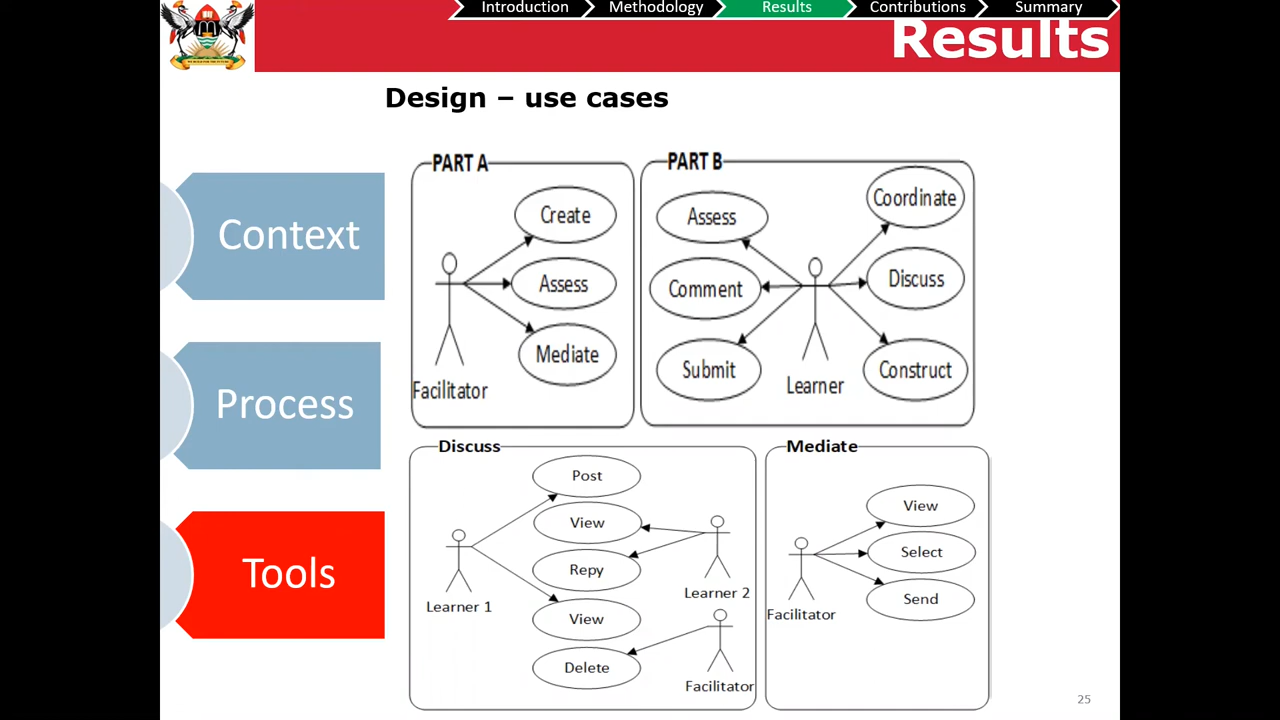 Introduction Methodology Results Contributions Summary
Results
Design – use cases
Context
Process
Tools
PART A
Create
Assess
Mediate
Facilitator
PART B
Assess
Comment
Submit
Learner
Coordinate
Discuss
Construct
Discuss
Post
View
Repy
View
Delete
Learner 1
Learner 2
Facilitator
Mediate
View
Select
Send
Facilitator
25